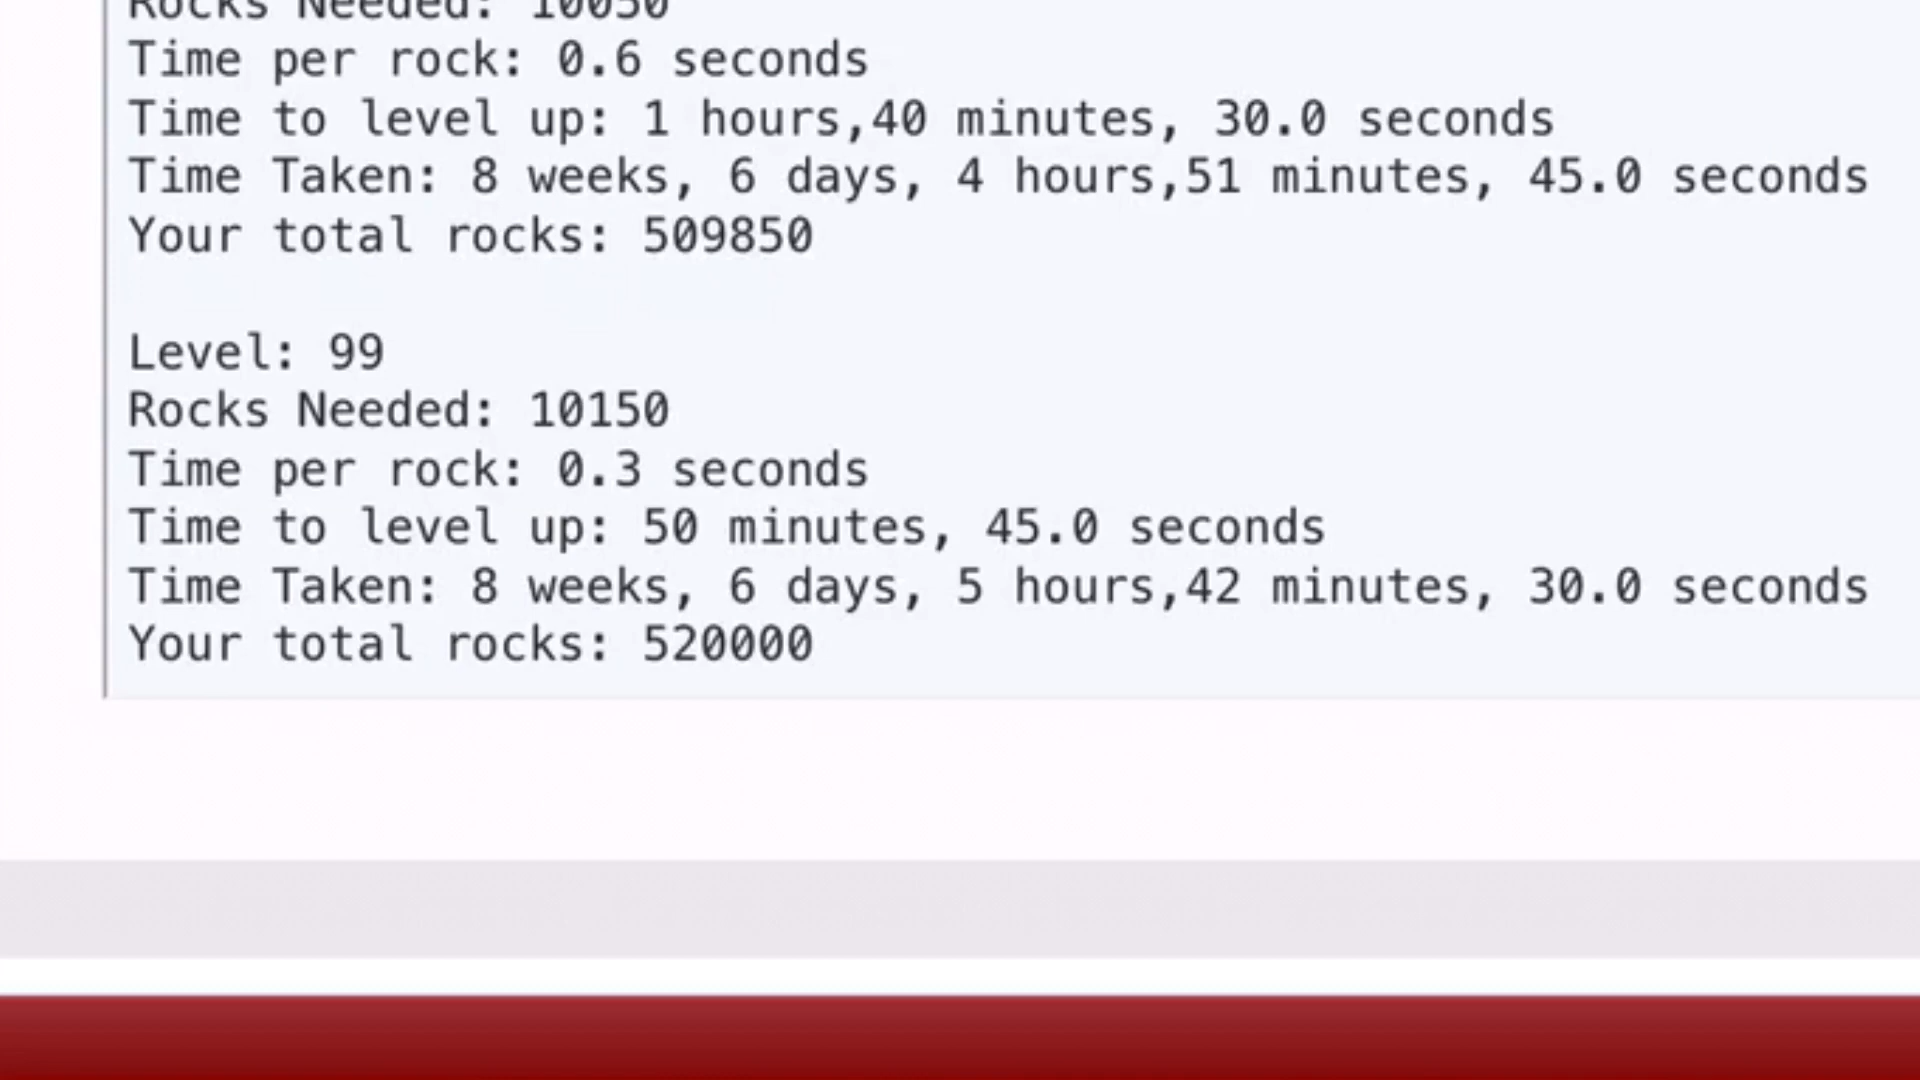 Rocks Needed: 10050
Time per rock: 0.6 seconds
Time to level up: 1 hours,40 minutes, 30.0 seconds
Time Taken: 8 weeks, 6 days, 4 hours,51 minutes, 45.0 seconds
Your total rocks: 509850
Level: 99
Rocks Needed: 10150
Time per rock: 0.3 seconds
Time to level up: 50 minutes, 45.0 seconds
Time Taken: 8 weeks, 6 days, 5 hours,42 minutes, 30.0 seconds
Your total rocks: 520000